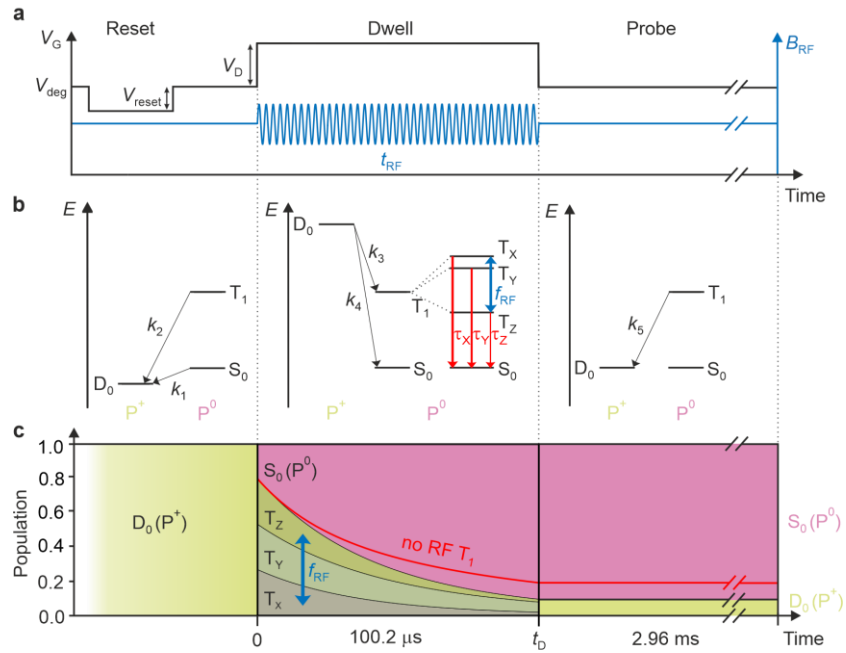 a
Reset Dwell Probe
V_G B_RF
V_D
V_deg V_reset
t_RF
Time
b
E E E
D_0 T_X
k_3 T_Y
T_1 k_4 f_RF T_1
k_2 T_1 T_Z k_5
τ_X τ_Y τ_Z
D_0 k_1 S_0 S_0 S_0 D_0 S_0
P^+ P^0 P^+ P^0 P^+ P^0
c
1.0
0.8
0.6
0.4
0.2
0.0
Population
D_0 (P^+)
S_0 (P^0)
T_Z
T_Y
T_X
f_RF
no RF T_1
S_0 (P^0)
D_0 (P^+)
0 100.2 μs t_D 2.96 ms Time